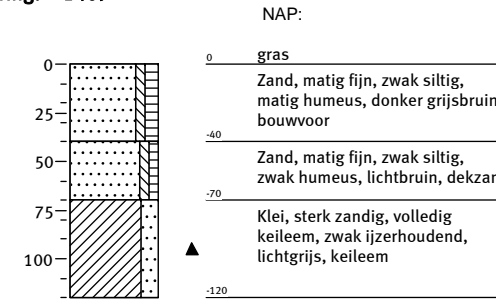 NAP:
0
gras
0
Zand, matig fijn, zwak siltig,
matig humeus, donker grijsbruin
bouwvoor
25
-40
50
Zand, matig fijn, zwak siltig,
zwak humeus, lichtbruin,
-70
75
Klei, sterk zandig, volledig
keileem, zwak ijzerhoudend,
lichtgrijs, keileem
100
-120